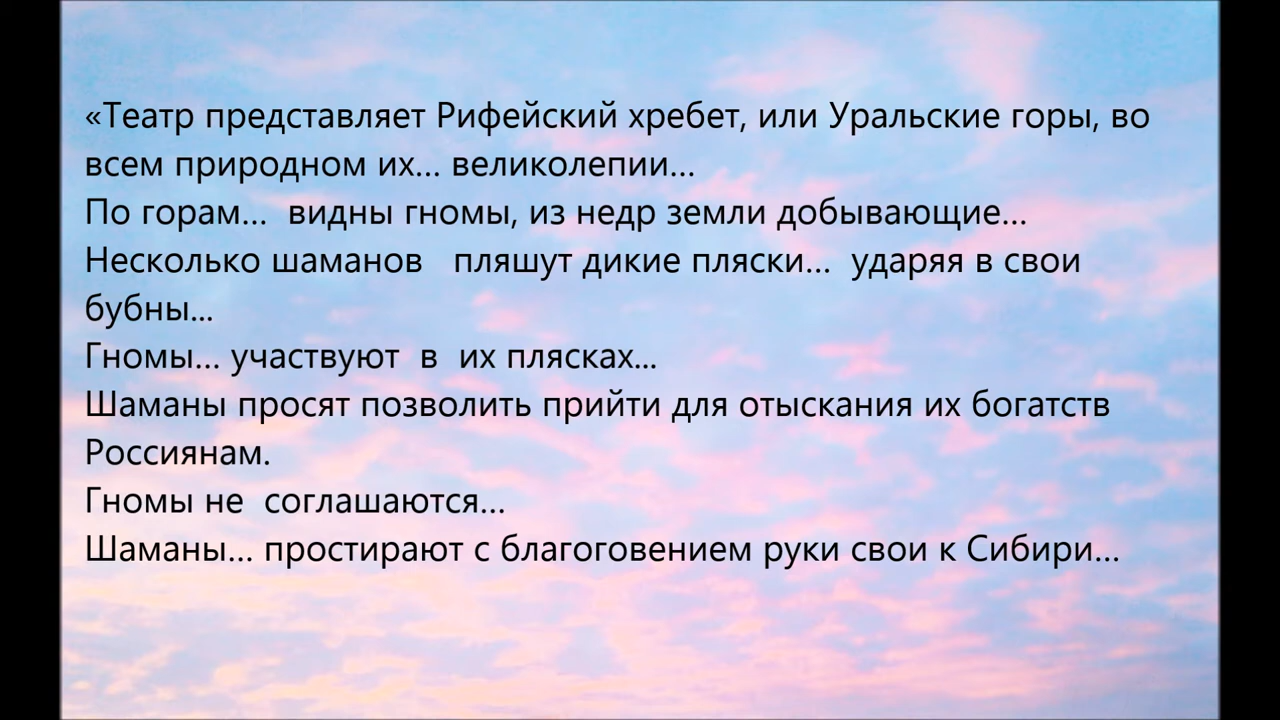 «Театр представляет Рифейский хребет, или Уральские горы, во
всем природном их... великолепии...
По горам...  видны гномы, из недр земли добывающие...
Несколько шаманов   пляшут дикие пляски...  ударяя в свои
бубны...
Гномы... участвуют  в  их плясках...
Шаманы просят позволить прийти для отыскания их богатств
Россиянам.
Гномы не  соглашаются...
Шаманы... простирают с благоговением руки свои к Сибири...